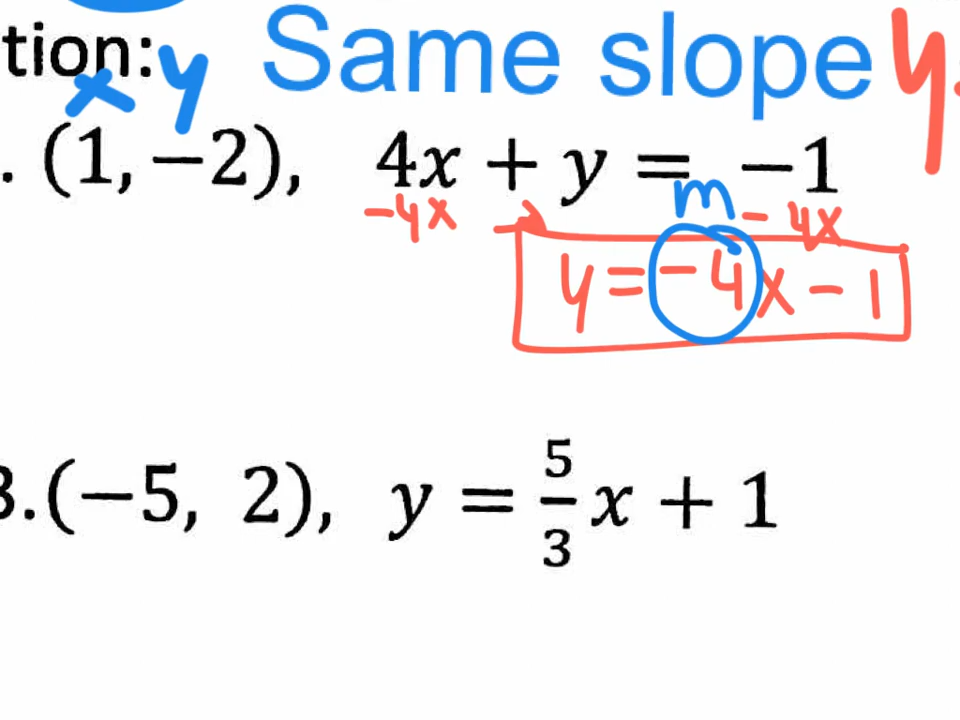 tion: x y Same slope y
. (1, −2), 4x + y = −1
−4x m − 4x
y = −4x − 1
3. (−5, 2), y = 5/3 x + 1